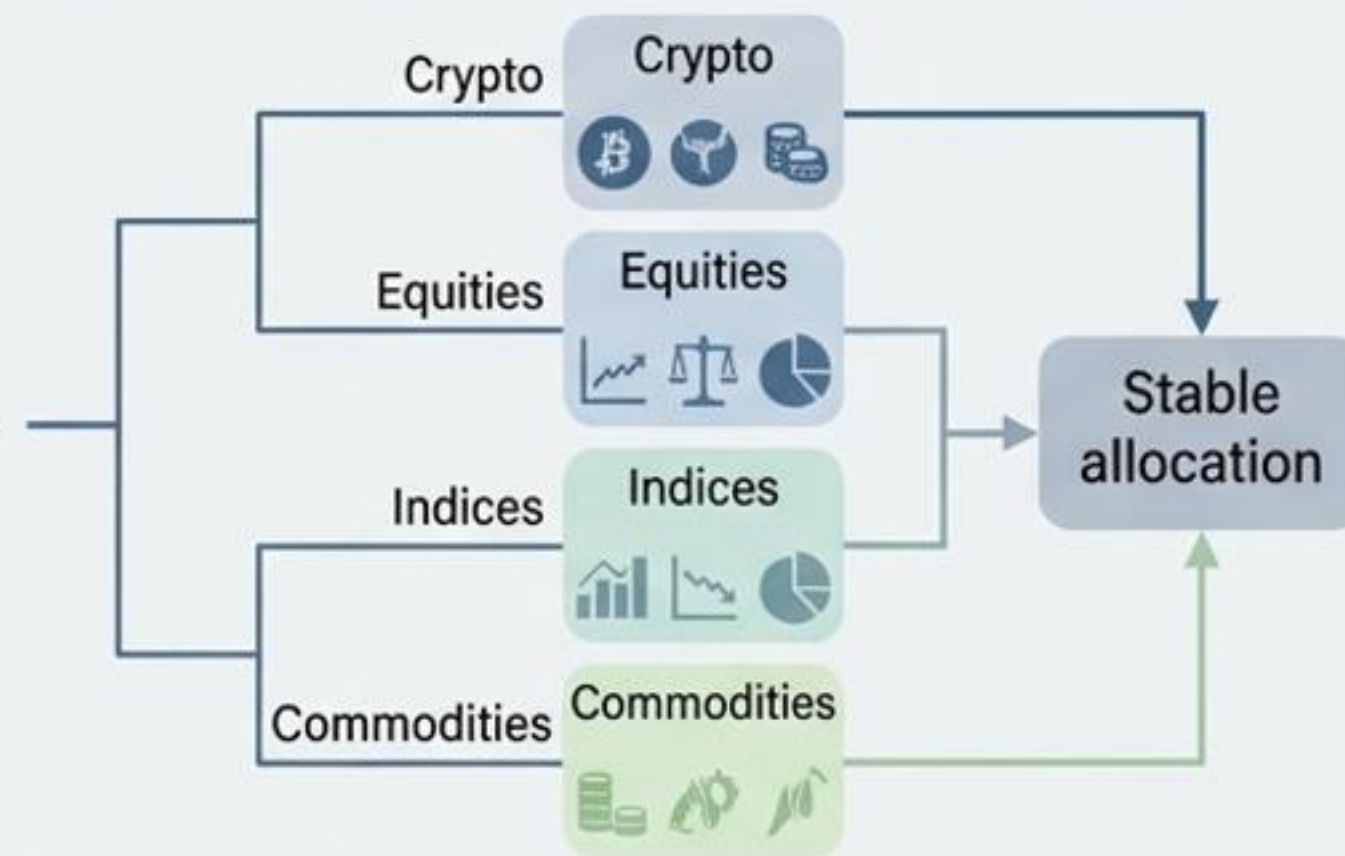 Crypto
Crypto
Equities
Equities
Indices
Indices
Commodities
Commodities
Stable
allocation